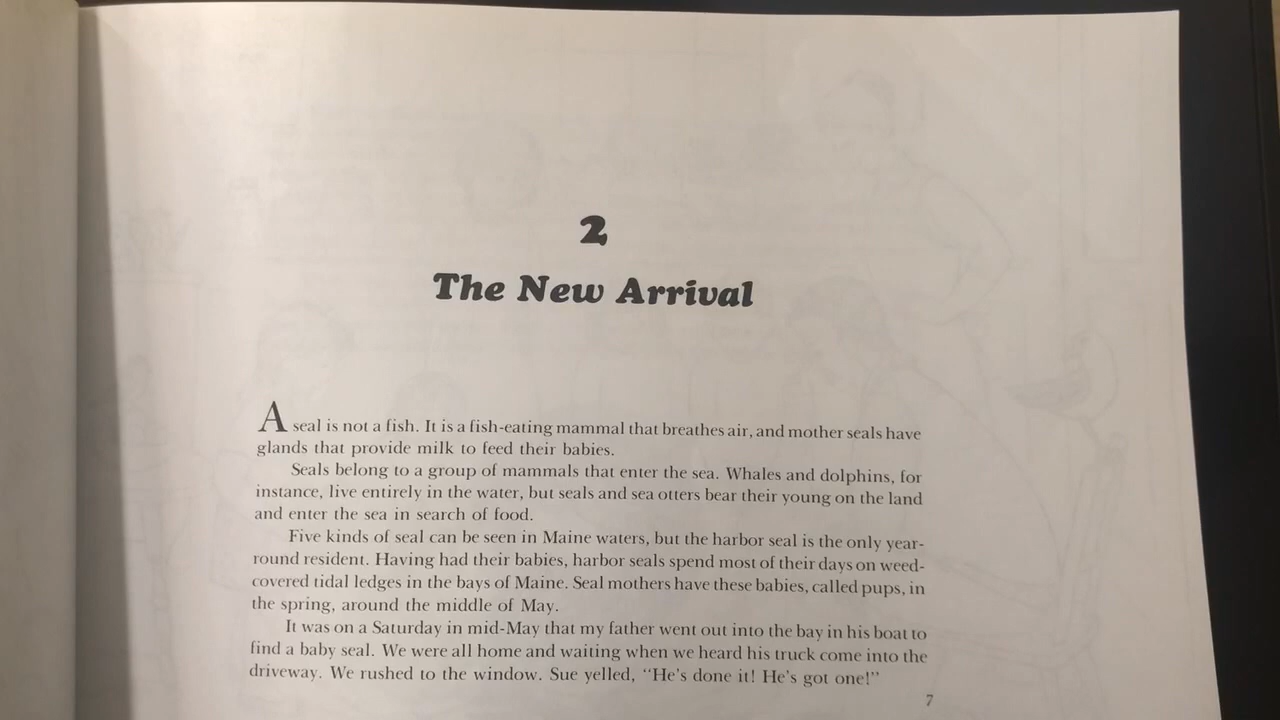 2
The New Arrival
A seal is not a fish. It is a fish-eating mammal that breathes air, and mother seals have
glands that provide milk to feed their babies.
Seals belong to a group of mammals that enter the sea. Whales and dolphins, for
instance, live entirely in the water, but seals and sea otters bear their young on the land
and enter the sea in search of food.
Five kinds of seal can be seen in Maine waters, but the harbor seal is the only year-
round resident. Having had their babies, harbor seals spend most of their days on weed-
covered tidal ledges in the bays of Maine. Seal mothers have these babies, called pups, in
the spring, around the middle of May.
It was on a Saturday in mid-May that my father went out into the bay in his boat to
find a baby seal. We were all home and waiting when we heard his truck come into the
driveway. We rushed to the window. Sue yelled, “He's done it! He's got one!”
7